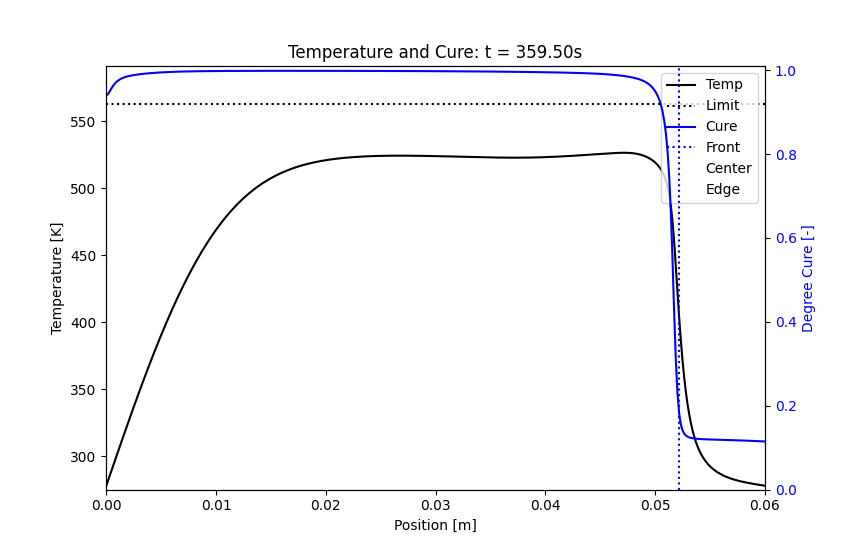 Temperature and Cure: t = 359.50s
Temp
Limit
Cure
Front
Center
Edge
550
500
450
400
350
300
Temperature [K]
1.0
0.8
0.6
0.4
0.2
0.0
Degree Cure [-]
0.00
0.01
0.02
0.03
0.04
0.05
0.06
Position [m]